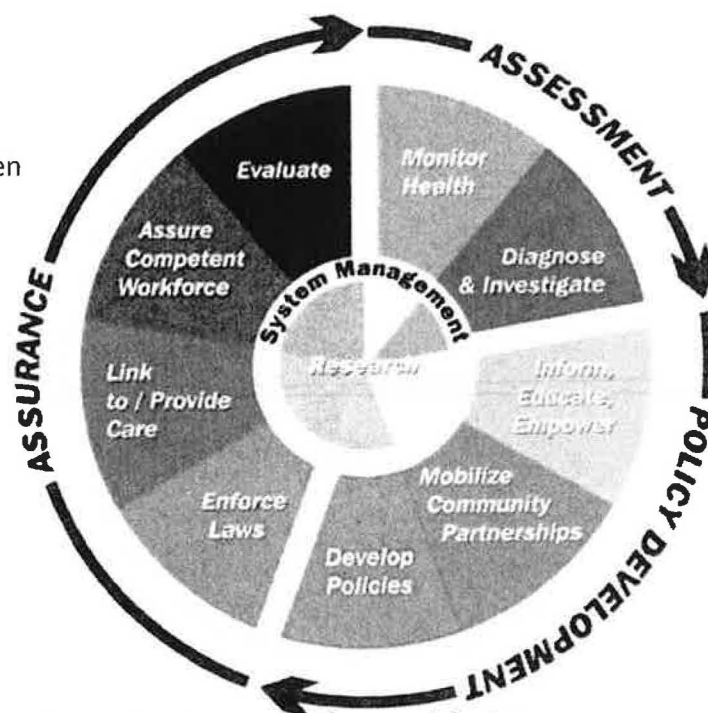 en
ASSESSMENT
POLICY DEVELOPMENT
ASSURANCE
Monitor
Health
Diagnose
& Investigate
Inform,
Educate,
Empower
Mobilize
Community
Partnerships
Develop
Policies
Enforce
Laws
Link
to / Provide
Care
Assure
Competent
Workforce
Evaluate
System Management
Research